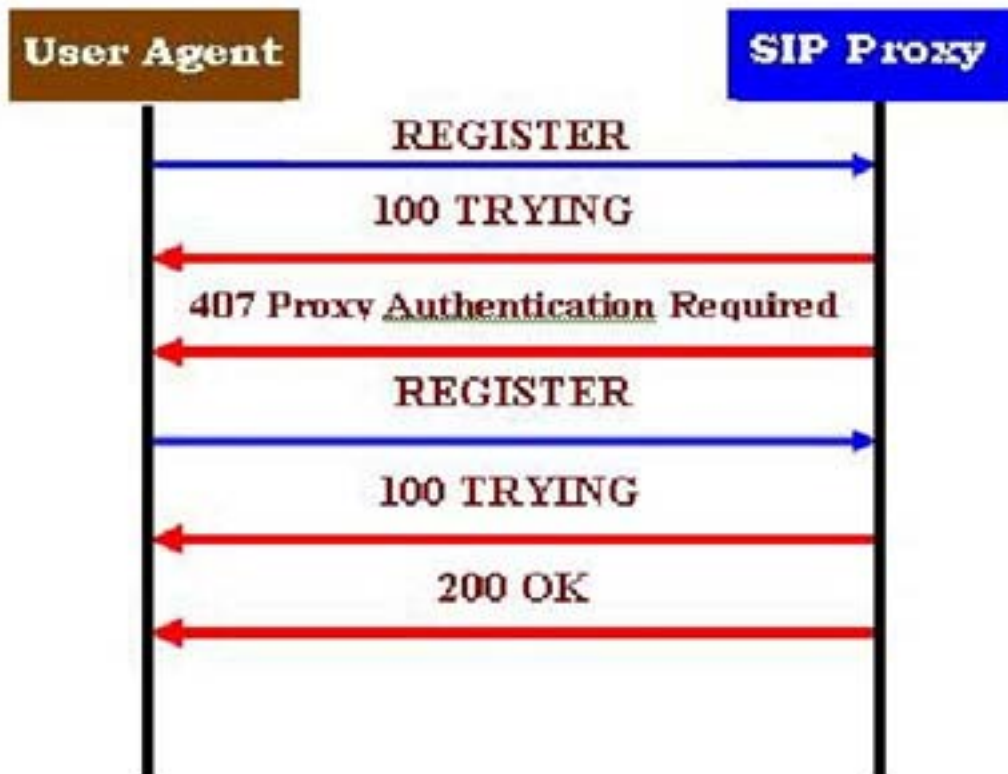 User Agent
SIP Proxy
REGISTER
100 TRYING
407 Proxy Authentication Required
REGISTER
100 TRYING
200 OK